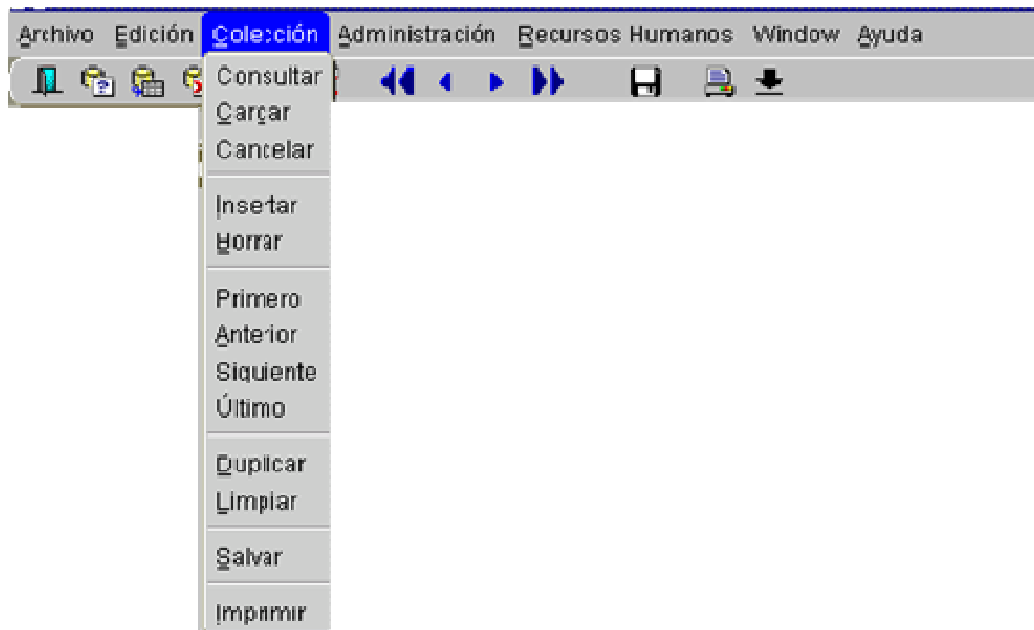 Archivo Edición Colección Administración Recursos Humanos Window Ayuda
Consultar
Cargar
Cancelar
Insertar
Borrar
Primero
Anterior
Siguiente
Último
Duplicar
Limpiar
Salvar
Imprimir